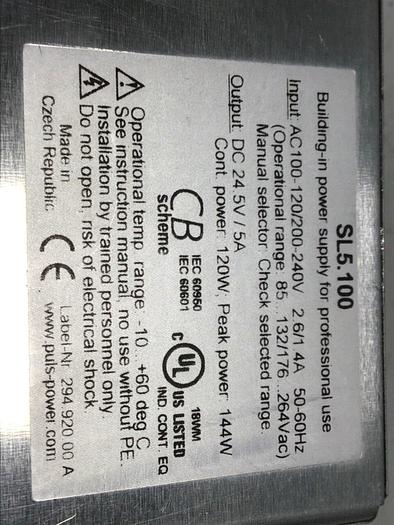 SL5.100
Building-in power supply for professional use
Input: AC100-120/200-240V 2.6/1.4A 50-60Hz
(Operational range: 85...132/176...264Vac)
Manual selector: Check selected range.
Output: DC 24.5V / 5A
Cont. power: 120W; Peak power: 144W
CB
scheme
IEC 60950
IEC 60601
C UL US LISTED
18WM
IND. CONT. EQ
Operational temp. range: -10...+60 deg C.
See instruction manual, no use without PE.
Installation by trained personnel only.
Do not open, risk of electrical shock.
Made in
Czech Republic
CE
Label-Nr. 294.920.00 A
www.puls-power.com